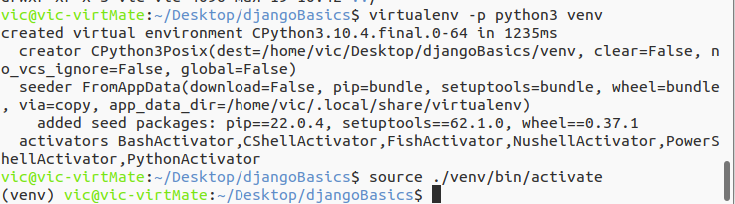 vic@vic-virtMate:~/Desktop/djangoBasics$ virtualenv -p python3 venv
created virtual environment CPython3.10.4.final.0-64 in 1235ms
  creator CPython3Posix(dest=/home/vic/Desktop/djangoBasics/venv, clear=False, n
o_vcs_ignore=False, global=False)
  seeder FromAppData(download=False, pip=bundle, setuptools=bundle, wheel=bundle
, via=copy, app_data_dir=/home/vic/.local/share/virtualenv)
    added seed packages: pip==22.0.4, setuptools==62.1.0, wheel==0.37.1
  activators BashActivator,CShellActivator,FishActivator,NushellActivator,PowerS
hellActivator,PythonActivator
vic@vic-virtMate:~/Desktop/djangoBasics$ source ./venv/bin/activate
(venv) vic@vic-virtMate:~/Desktop/djangoBasics$